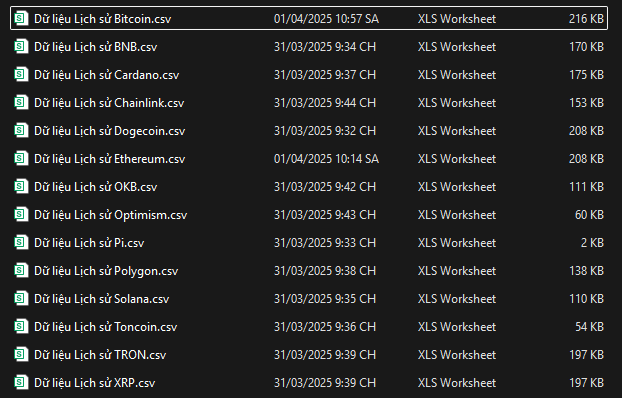 Dữ liệu Lịch sử Bitcoin.csv 01/04/2025 10:57 SA XLS Worksheet 216 KB
Dữ liệu Lịch sử BNB.csv 31/03/2025 9:34 CH XLS Worksheet 170 KB
Dữ liệu Lịch sử Cardano.csv 31/03/2025 9:37 CH XLS Worksheet 175 KB
Dữ liệu Lịch sử Chainlink.csv 31/03/2025 9:44 CH XLS Worksheet 153 KB
Dữ liệu Lịch sử Dogecoin.csv 31/03/2025 9:32 CH XLS Worksheet 208 KB
Dữ liệu Lịch sử Ethereum.csv 01/04/2025 10:14 SA XLS Worksheet 208 KB
Dữ liệu Lịch sử OKB.csv 31/03/2025 9:42 CH XLS Worksheet 111 KB
Dữ liệu Lịch sử Optimism.csv 31/03/2025 9:43 CH XLS Worksheet 60 KB
Dữ liệu Lịch sử Pi.csv 31/03/2025 9:33 CH XLS Worksheet 2 KB
Dữ liệu Lịch sử Polygon.csv 31/03/2025 9:38 CH XLS Worksheet 138 KB
Dữ liệu Lịch sử Solana.csv 31/03/2025 9:35 CH XLS Worksheet 110 KB
Dữ liệu Lịch sử Toncoin.csv 31/03/2025 9:36 CH XLS Worksheet 54 KB
Dữ liệu Lịch sử TRON.csv 31/03/2025 9:39 CH XLS Worksheet 197 KB
Dữ liệu Lịch sử XRP.csv 31/03/2025 9:39 CH XLS Worksheet 197 KB